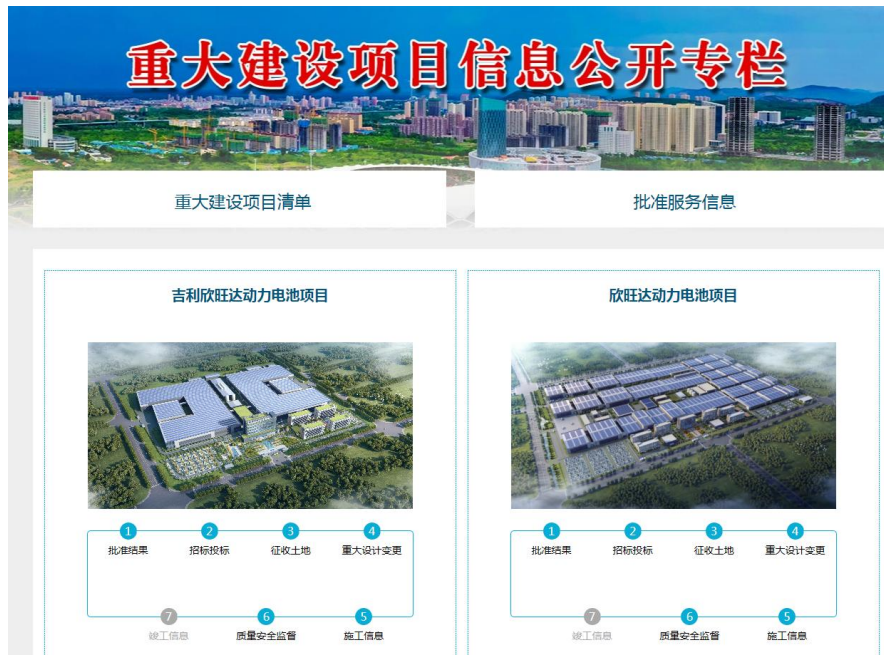 重大建设项目信息公开专栏
重大建设项目清单
批准服务信息
吉利欣旺达动力电池项目
1 2 3 4
批准结果 招标投标 征收土地 重大设计变更
7 6 5
竣工信息 质量安全监督 施工信息
欣旺达动力电池项目
1 2 3 4
批准结果 招标投标 征收土地 重大设计变更
7 6 5
竣工信息 质量安全监督 施工信息